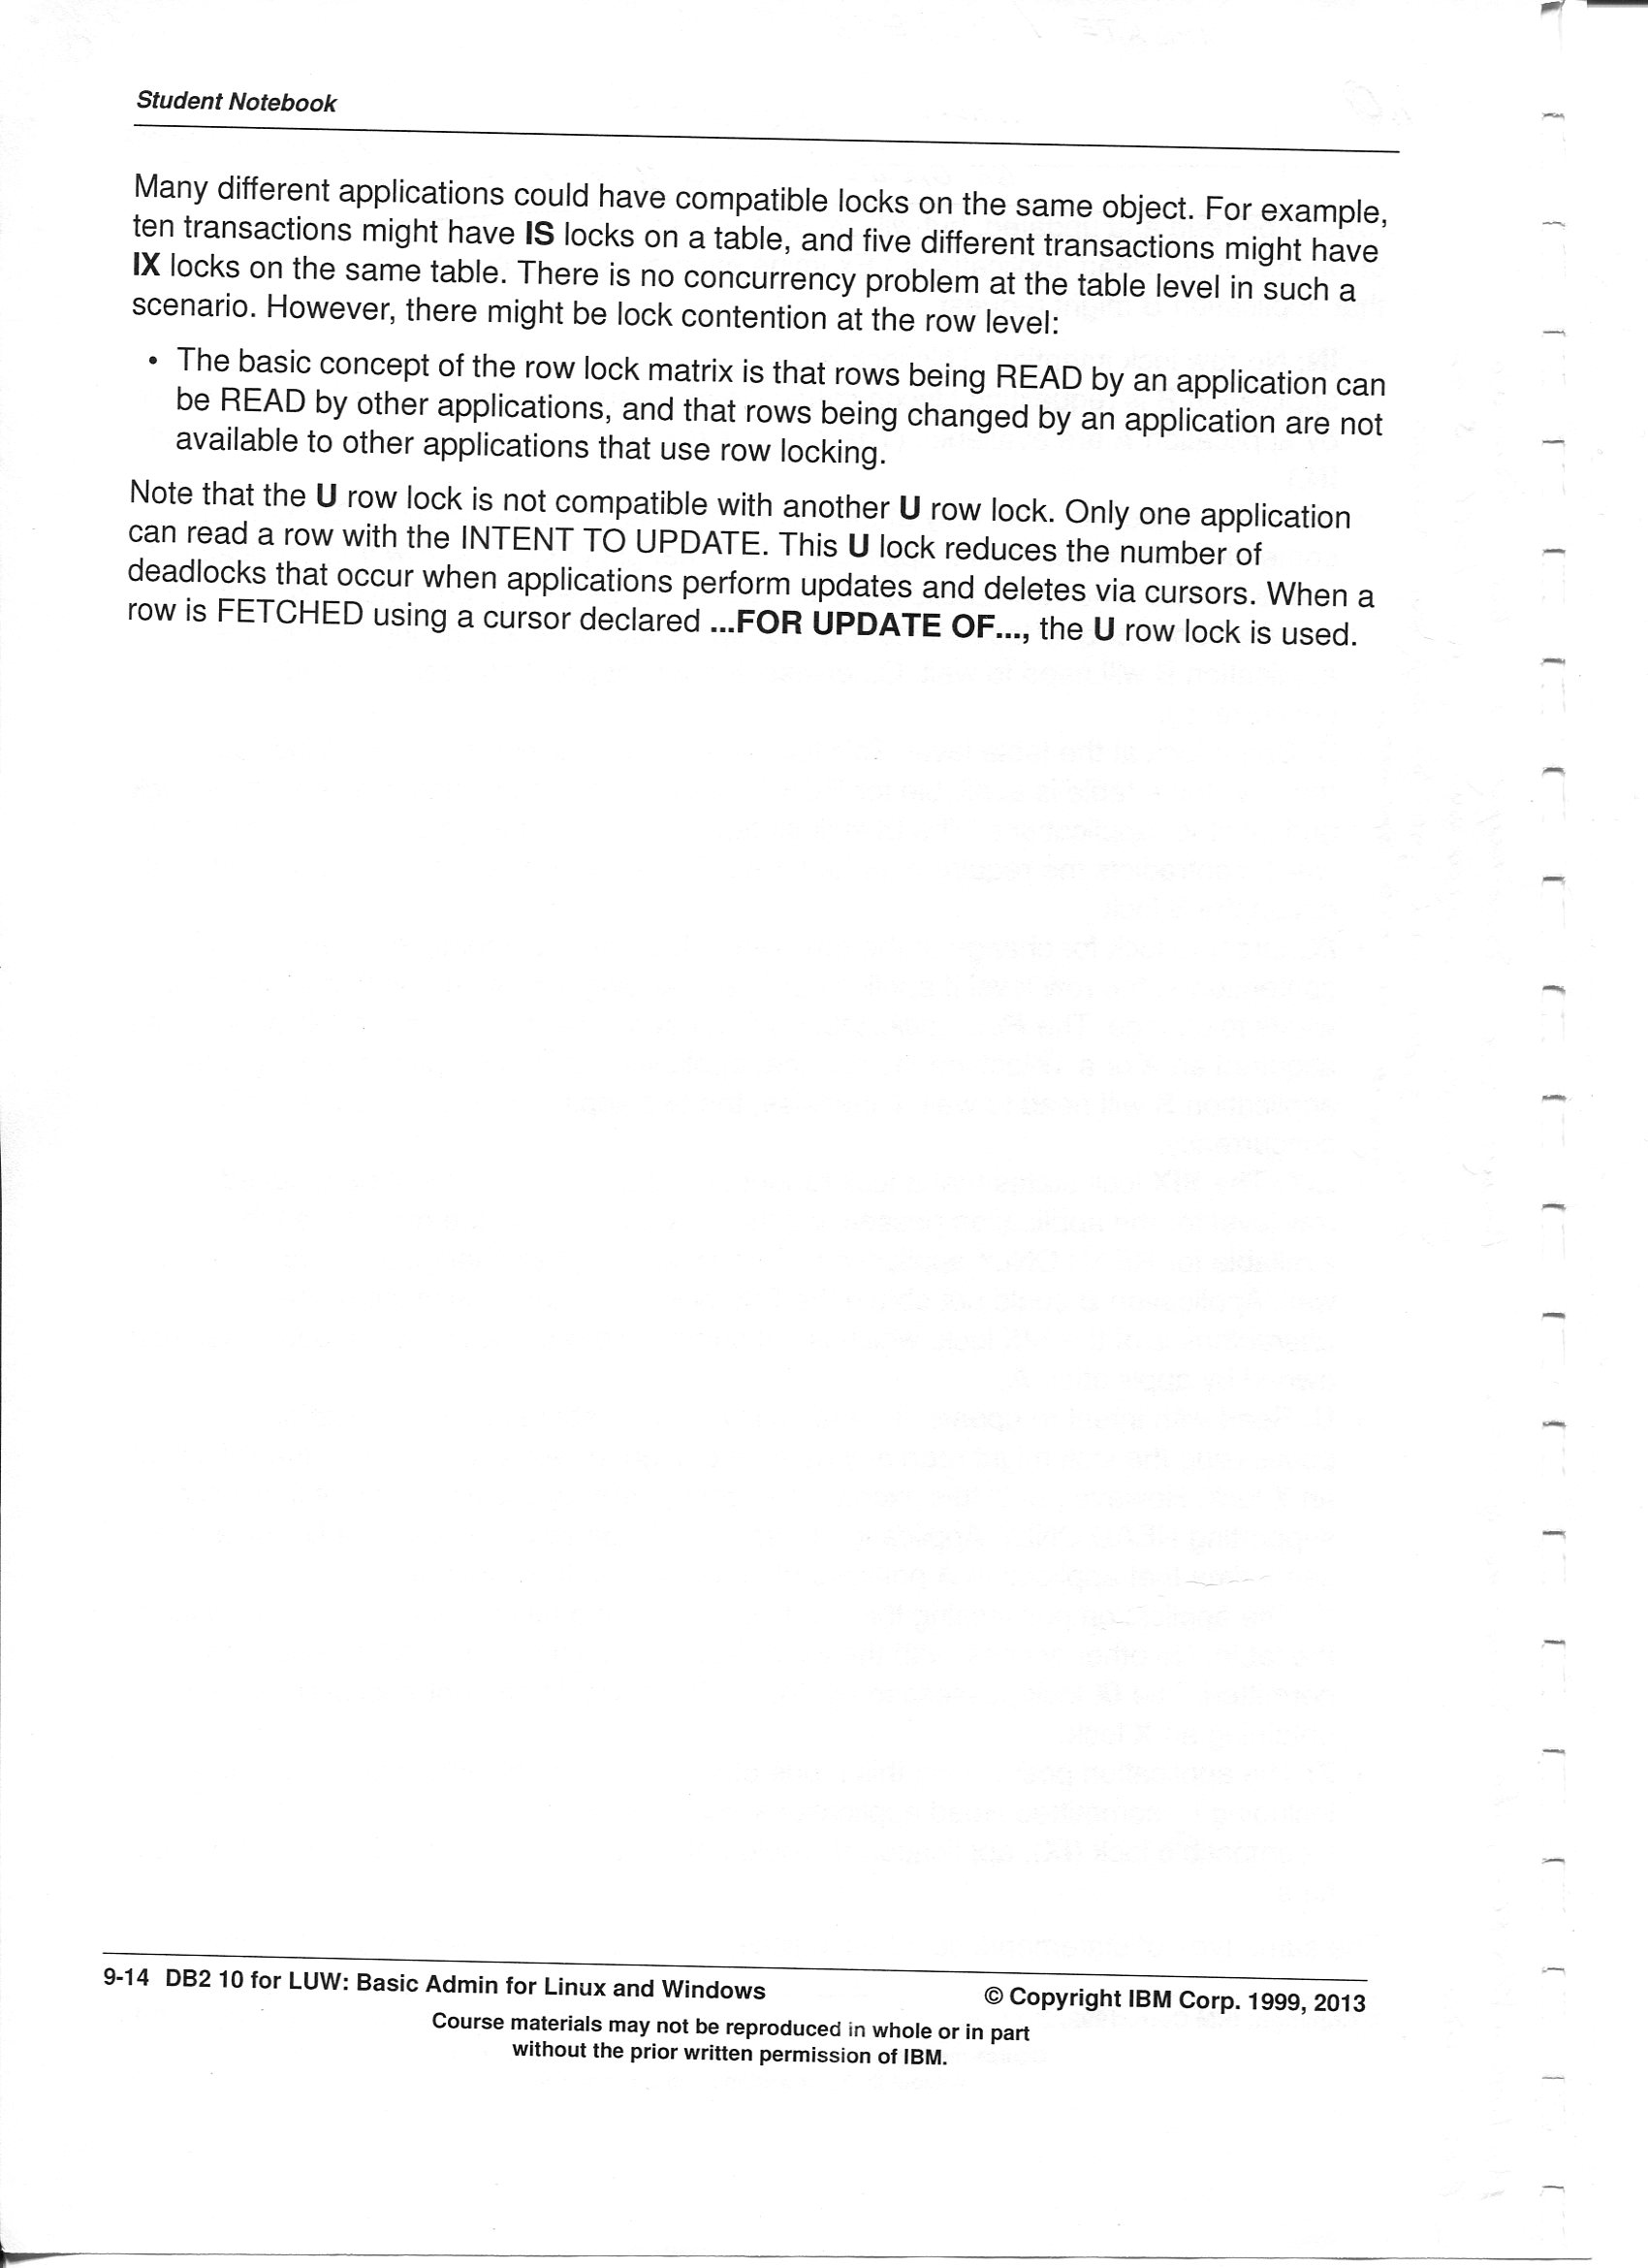 Student Notebook
Many different applications could have compatible locks on the same object. For example,
ten transactions might have IS locks on a table, and five different transactions might have
IX locks on the same table. There is no concurrency problem at the table level in such a
scenario. However, there might be lock contention at the row level:
• The basic concept of the row lock matrix is that rows being READ by an application can
be READ by other applications, and that rows being changed by an application are not
available to other applications that use row locking.
Note that the U row lock is not compatible with another U row lock. Only one application
can read a row with the INTENT TO UPDATE. This U lock reduces the number of
deadlocks that occur when applications perform updates and deletes via cursors. When a
row is FETCHED using a cursor declared ...FOR UPDATE OF..., the U row lock is used.
9-14 DB2 10 for LUW: Basic Admin for Linux and Windows © Copyright IBM Corp. 1999, 2013
Course materials may not be reproduced in whole or in part
without the prior written permission of IBM.